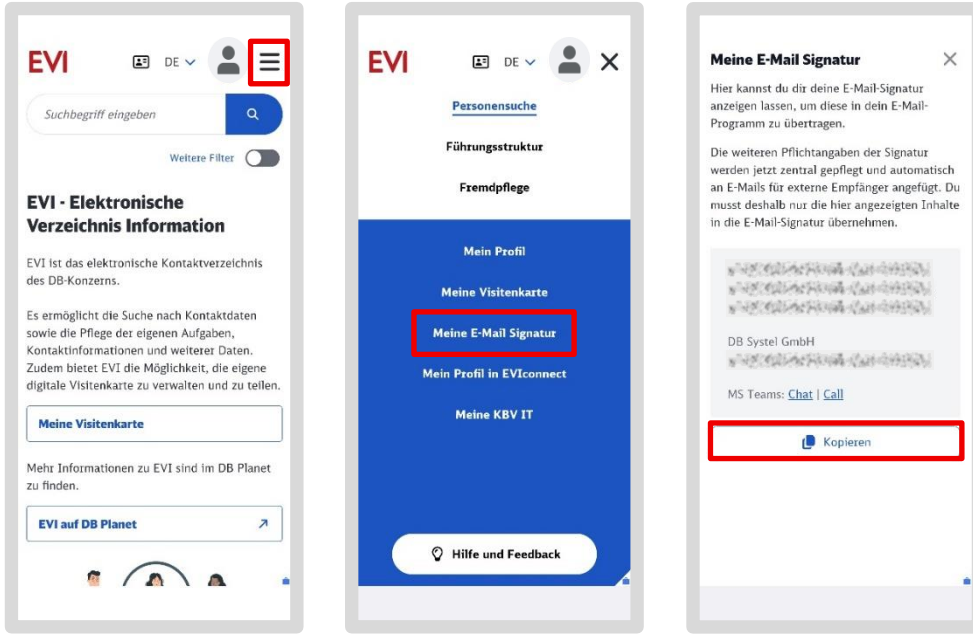 EVI
DE
Suchbegriff eingeben
Weitere Filter
EVI - Elektronische
Verzeichnis Information
EVI ist das elektronische Kontaktverzeichnis
des DB-Konzerns.
Es ermöglicht die Suche nach Kontaktdaten
sowie die Pflege der eigenen Aufgaben,
Kontaktinformationen und weiterer Daten.
Zudem bietet EVI die Möglichkeit, die eigene
digitale Visitenkarte zu verwalten und zu teilen.
Meine Visitenkarte
Mehr Informationen zu EVI sind im DB Planet
zu finden.
EVI auf DB Planet
EVI
DE
Personensuche
Führungsstruktur
Fremdpflege
Mein Profil
Meine Visitenkarte
Meine E-Mail Signatur
Mein Profil in EVIconnect
Meine KBV IT
Hilfe und Feedback
Meine E-Mail Signatur
Hier kannst du dir deine E-Mail-Signatur
anzeigen lassen, um diese in dein E-Mail-
Programm zu übertragen.
Die weiteren Pflichtangaben der Signatur
werden jetzt zentral gepflegt und automatisch
an E-Mails für externe Empfänger angefügt. Du
musst deshalb nur die hier angezeigten Inhalte
in die E-Mail-Signatur übernehmen.
DB Systel GmbH
MS Teams: Chat | Call
Kopieren